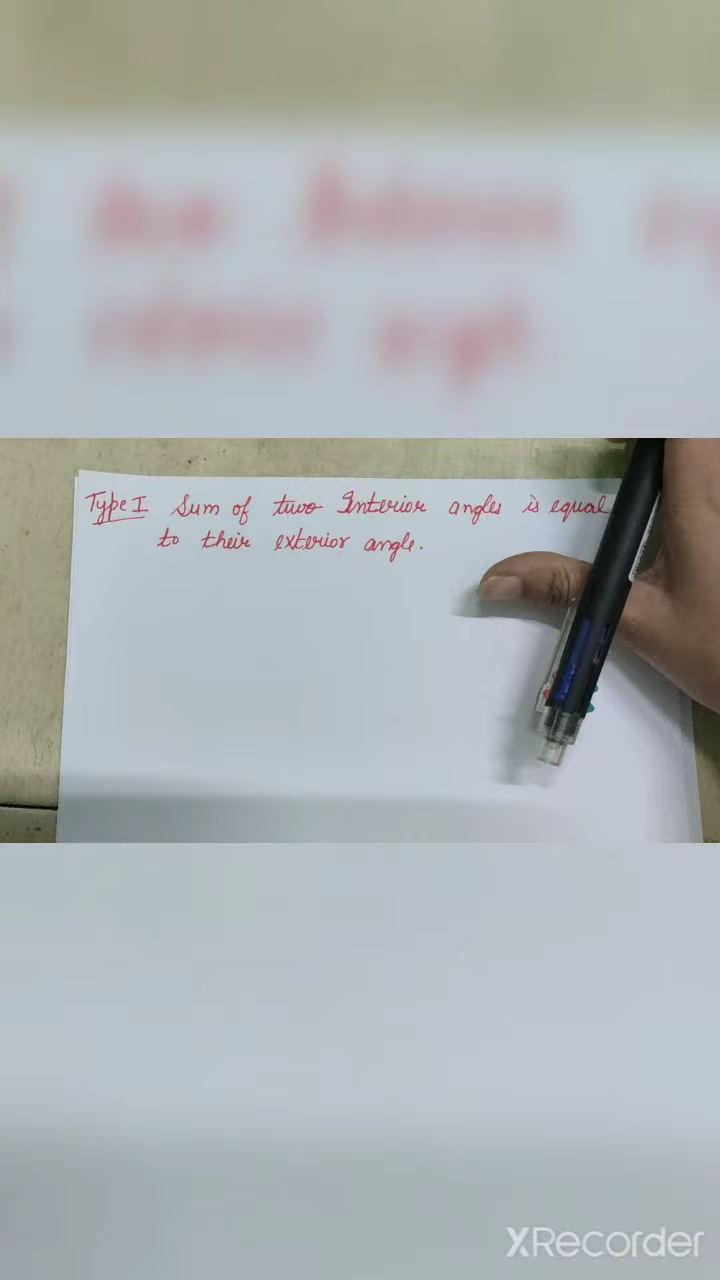 Type I Sum of two Interior angles is equal
to their exterior angle.
XRecorder